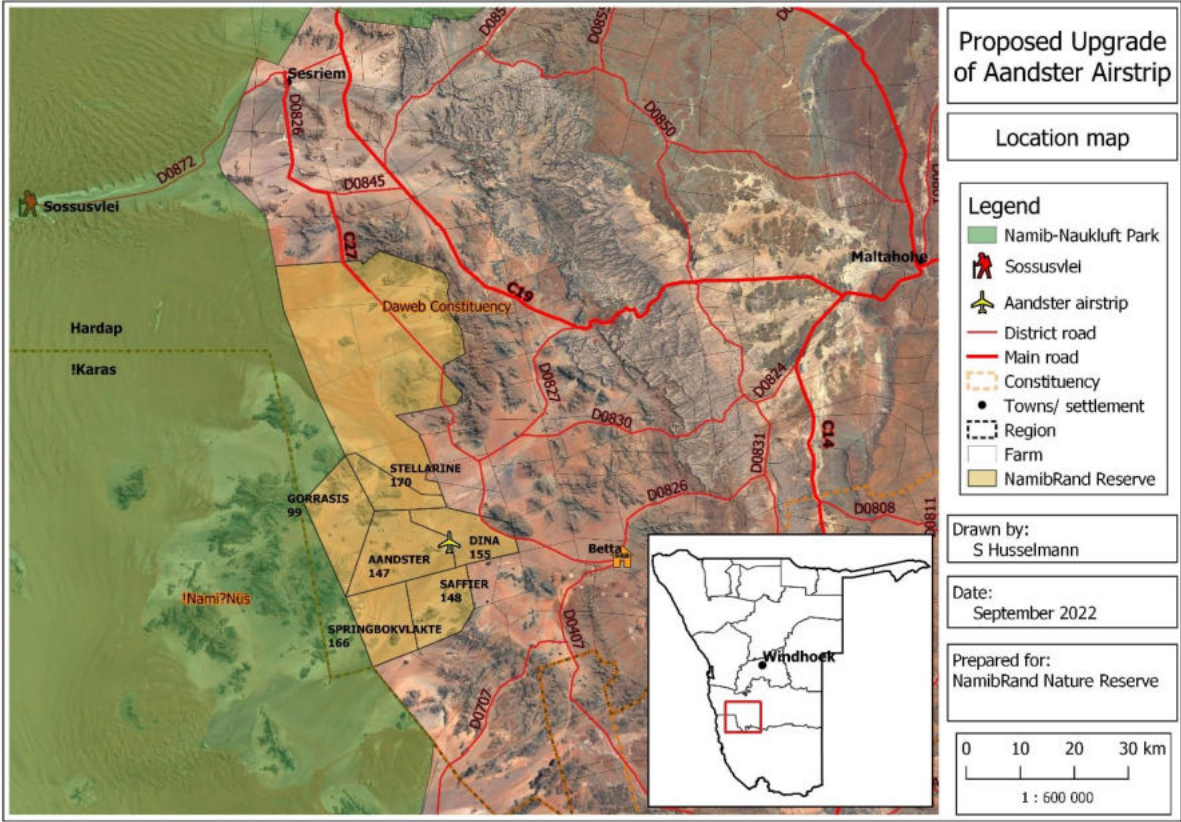 Proposed Upgrade
of Aandster Airstrip
Location map
Legend
Namib-Naukluft Park
Sossusvlei
Aandster airstrip
District road
Main road
Constituency
Towns/ settlement
Region
Farm
NamibRand Reserve
Drawn by:
S Husselmann
Date:
September 2022
Prepared for:
NamibRand Nature Reserve
0 10 20 30 km
1 : 600 000
Sesriem
D0826
D0872
Sossusvlei
D0845
C27
C19
D0850
Maltahohe
Daweb Constituency
Hardap
!Karas
D0827
D0830
D0824
D0831
C14
STELLARINE
170
GORRASIS
99
D0826
D0808
D0811
DINA
155
AANDSTER
147
Betta
SAFFIER
148
!Nami?Nüs
SPRINGBOKVLAKTE
166
D0407
D0707
Windhoek